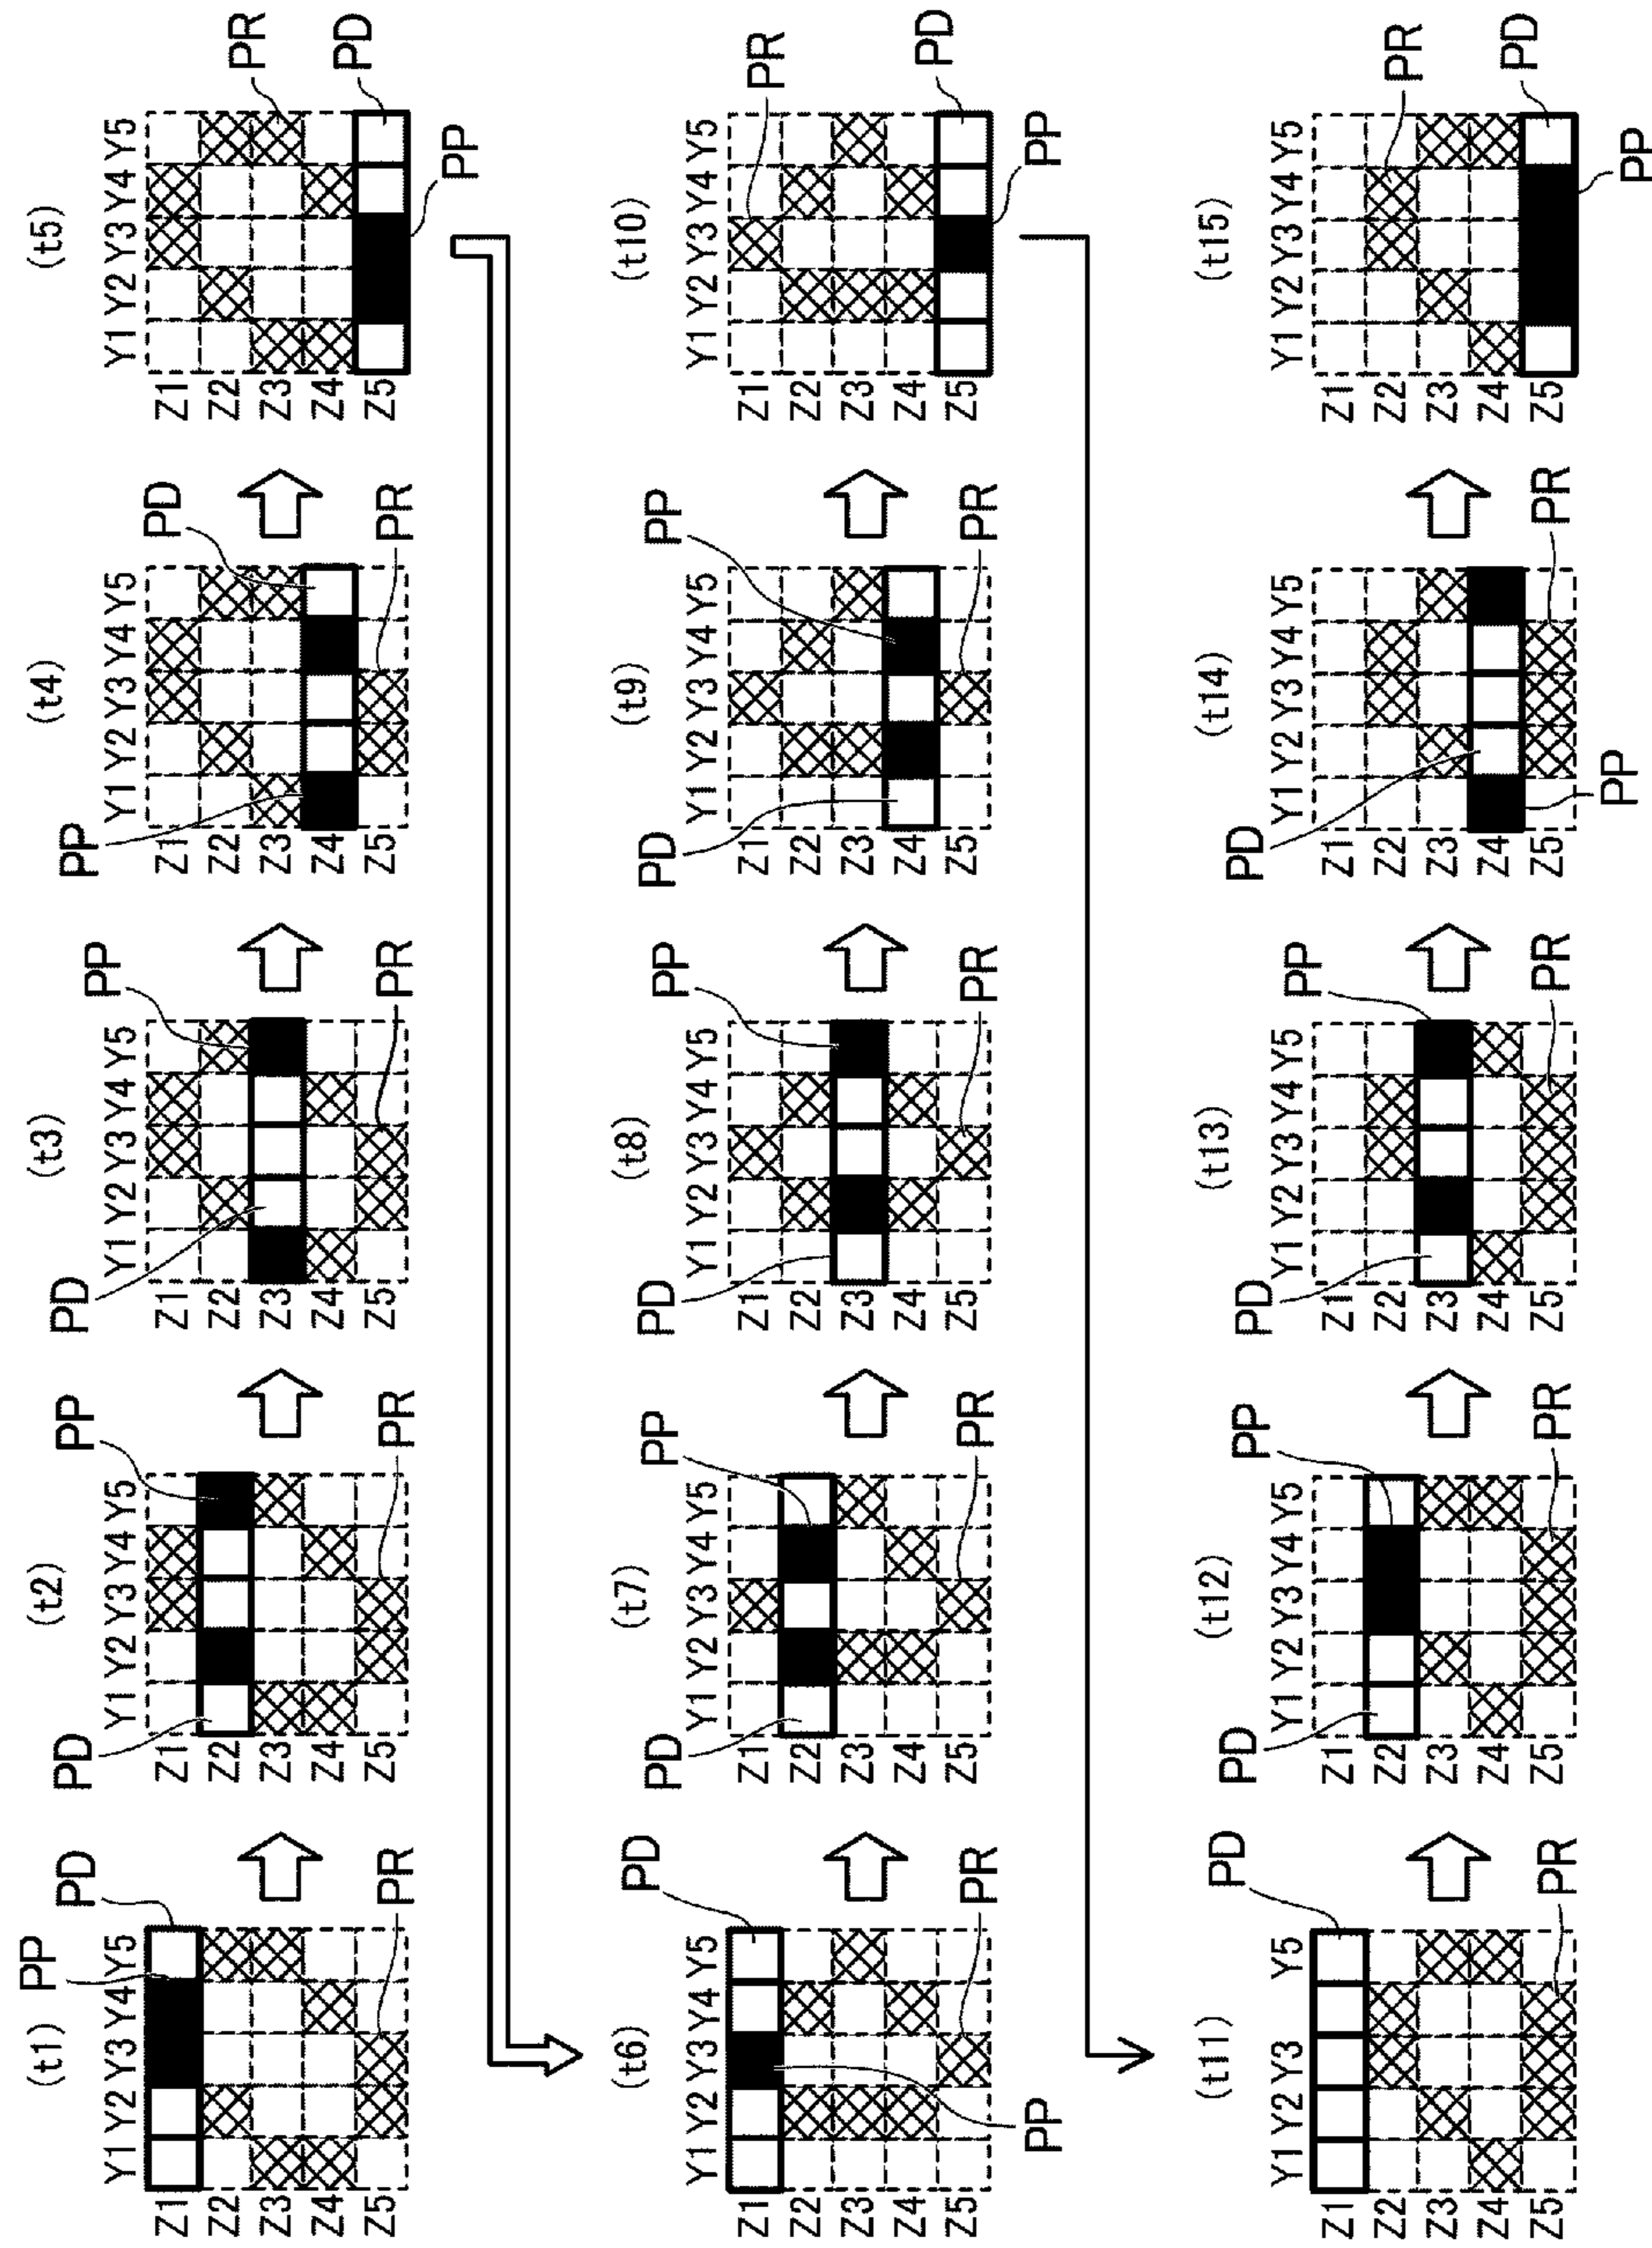 (t1) (t2) (t3) (t4) (t5)
PP PD PD PP PD PP PP PD PR PD
Y1 Y2 Y3 Y4 Y5 Y1 Y2 Y3 Y4 Y5 Y1 Y2 Y3 Y4 Y5 Y1 Y2 Y3 Y4 Y5 Y1 Y2 Y3 Y4 Y5
Z1 Z1 Z1 Z1 Z1
Z2 Z2 Z2 Z2 Z2
Z3 Z3 Z3 Z3 Z3
Z4 Z4 Z4 Z4 Z4
Z5 Z5 Z5 Z5 Z5
PR PR PR PR PP
(t6) (t7) (t8) (t9) (t10)
PD PD PP PD PP PD PP PR PD
Y1 Y2 Y3 Y4 Y5 Y1 Y2 Y3 Y4 Y5 Y1 Y2 Y3 Y4 Y5 Y1 Y2 Y3 Y4 Y5 Y1 Y2 Y3 Y4 Y5
Z1 Z1 Z1 Z1 Z1
Z2 Z2 Z2 Z2 Z2
Z3 Z3 Z3 Z3 Z3
Z4 Z4 Z4 Z4 Z4
Z5 Z5 Z5 Z5 Z5
PR PR PR PR
PP PP
(t11) (t12) (t13) (t14) (t15)
PD PD PP PD PP PD PR PD
Y1 Y2 Y3 Y5 Y1 Y2 Y3 Y4 Y5 Y1 Y2 Y3 Y4 Y5 Y1 Y2 Y3 Y4 Y5 Y1 Y2 Y3 Y4 Y5
Z1 Z1 Z1 Z1 Z1
Z2 Z2 Z2 Z2 Z2
Z3 Z3 Z3 Z3 Z3
Z4 Z4 Z4 Z4 Z4
Z5 Z5 Z5 Z5 Z5
PR PR PR PR
PP PP